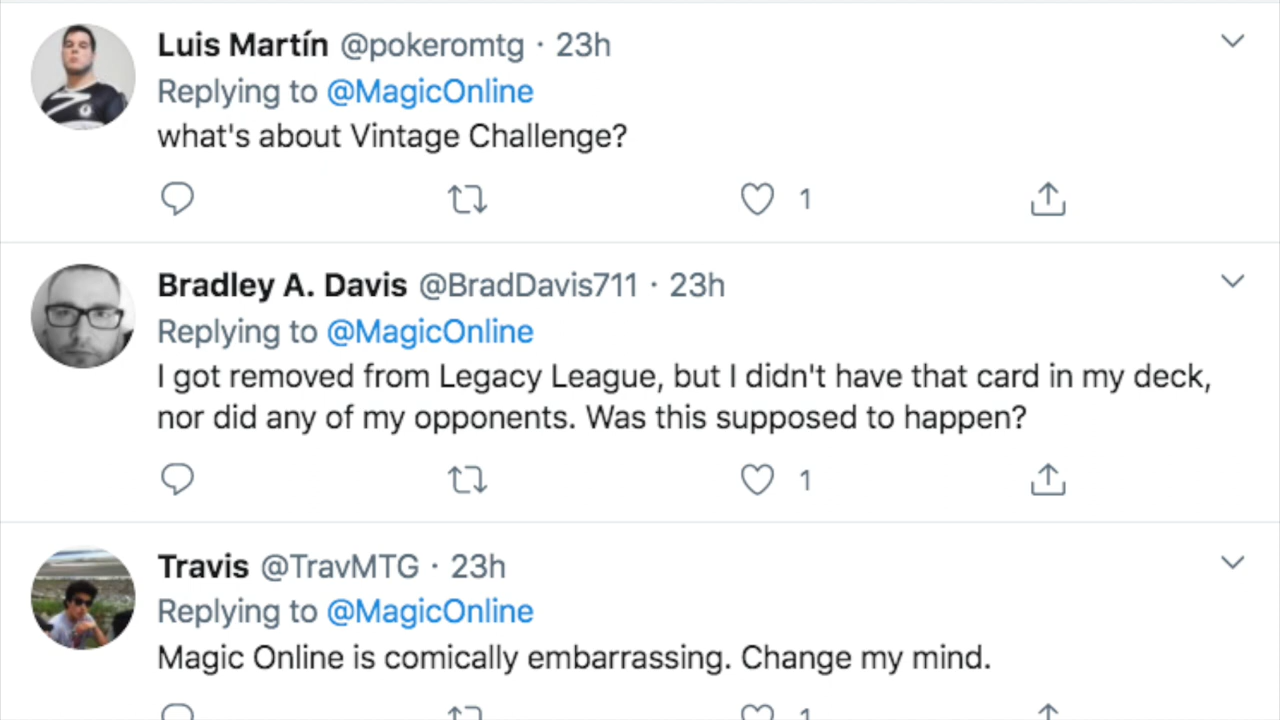 Luis Martín @pokeromtg · 23h
Replying to @MagicOnline
what's about Vintage Challenge?
1
Bradley A. Davis @BradDavis711 · 23h
Replying to @MagicOnline
I got removed from Legacy League, but I didn't have that card in my deck,
nor did any of my opponents. Was this supposed to happen?
1
Travis @TravMTG · 23h
Replying to @MagicOnline
Magic Online is comically embarrassing. Change my mind.
1